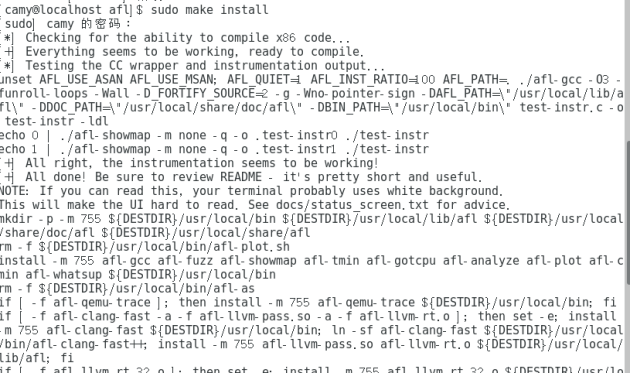 camy@localhost afl]$ sudo make install
sudo] camy 的密码：
*] Checking for the ability to compile x86 code...
+] Everything seems to be working, ready to compile.
*] Testing the CC wrapper and instrumentation output...
unset AFL_USE_ASAN AFL_USE_MSAN; AFL_QUIET=1 AFL_INST_RATIO=100 AFL_PATH=. ./afl-gcc -O3 -
funroll-loops -Wall -D_FORTIFY_SOURCE=2 -g -Wno-pointer-sign -DAFL_PATH=\"/usr/local/lib/a
fl\" -DDOC_PATH=\"/usr/local/share/doc/afl\" -DBIN_PATH=\"/usr/local/bin\" test-instr.c -o
test-instr -ldl
echo 0 | ./afl-showmap -m none -q -o .test-instr0 ./test-instr
echo 1 | ./afl-showmap -m none -q -o .test-instr1 ./test-instr
+] All right, the instrumentation seems to be working!
+] All done! Be sure to review README - it's pretty short and useful.
NOTE: If you can read this, your terminal probably uses white background.
This will make the UI hard to read. See docs/status_screen.txt for advice.
mkdir -p -m 755 ${DESTDIR}/usr/local/bin ${DESTDIR}/usr/local/lib/afl ${DESTDIR}/usr/local
/share/doc/afl ${DESTDIR}/usr/local/share/afl
rm -f ${DESTDIR}/usr/local/bin/afl-plot.sh
install -m 755 afl-gcc afl-fuzz afl-showmap afl-tmin afl-gotcpu afl-analyze afl-plot afl-c
min afl-whatsup ${DESTDIR}/usr/local/bin
rm -f ${DESTDIR}/usr/local/bin/afl-as
if [ -f afl-qemu-trace ]; then install -m 755 afl-qemu-trace ${DESTDIR}/usr/local/bin; fi
if [ -f afl-clang-fast -a -f afl-llvm-pass.so -a -f afl-llvm-rt.o ]; then set -e; install
-m 755 afl-clang-fast ${DESTDIR}/usr/local/bin; ln -sf afl-clang-fast ${DESTDIR}/usr/local
/bin/afl-clang-fast++; install -m 755 afl-llvm-pass.so afl-llvm-rt.o ${DESTDIR}/usr/local/
lib/afl; fi
if [ -f afl-llvm-rt-32.o ]; then set -e; install -m 755 afl-llvm-rt-32.o ${DESTDIR}/usr/lo